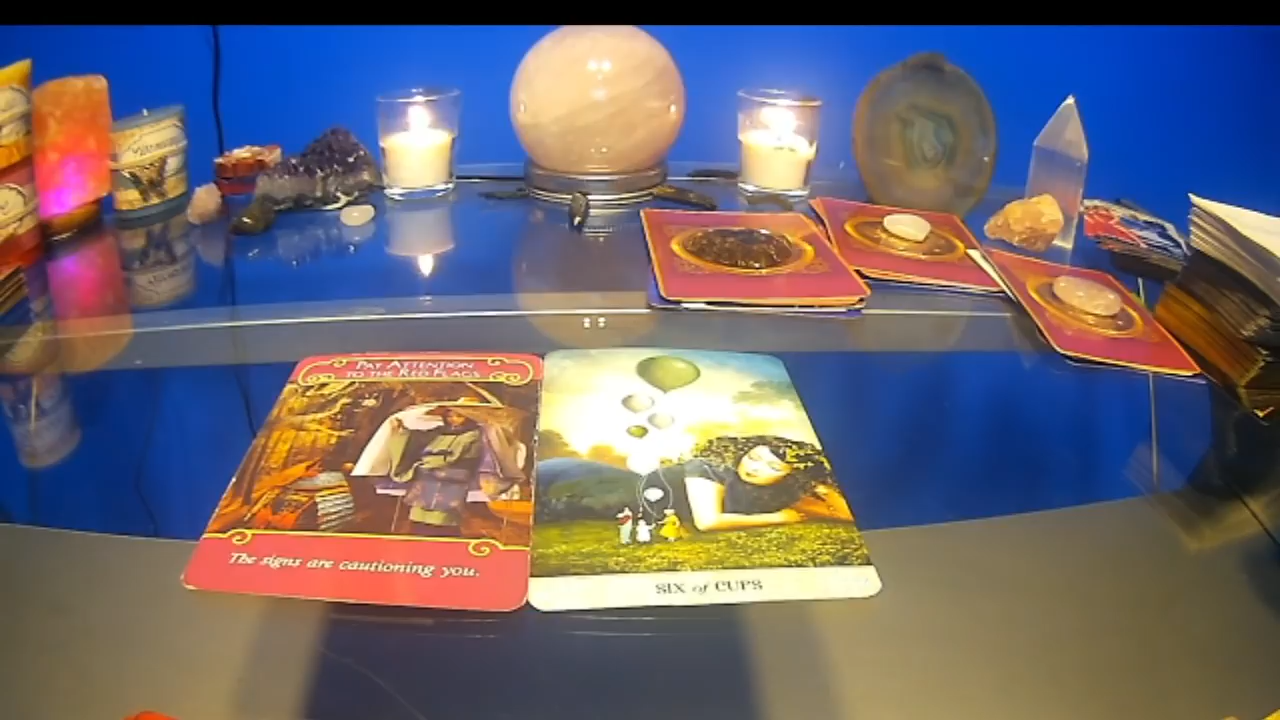 PAY ATTENTION
TO THE RED FLAGS
The signs are cautioning you.
SIX of CUPS